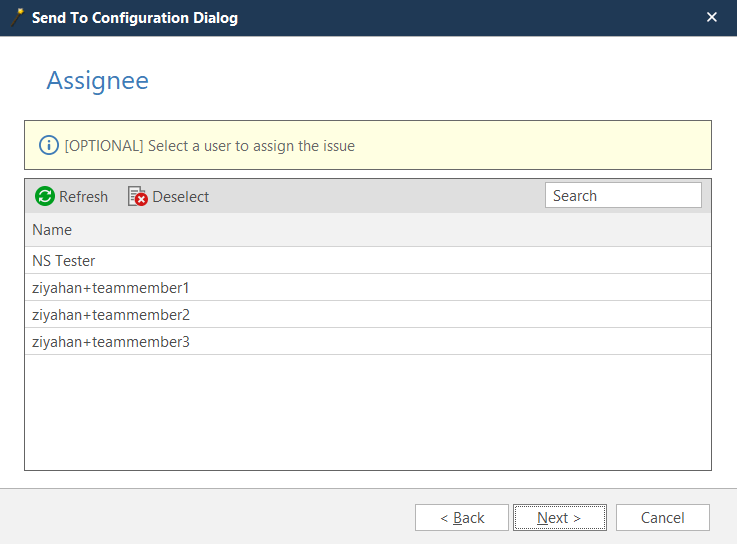 Send To Configuration Dialog
Assignee
[OPTIONAL] Select a user to assign the issue
Refresh Deselect Search
Name
NS Tester
ziyahan+teammember1
ziyahan+teammember2
ziyahan+teammember3
< Back Next > Cancel